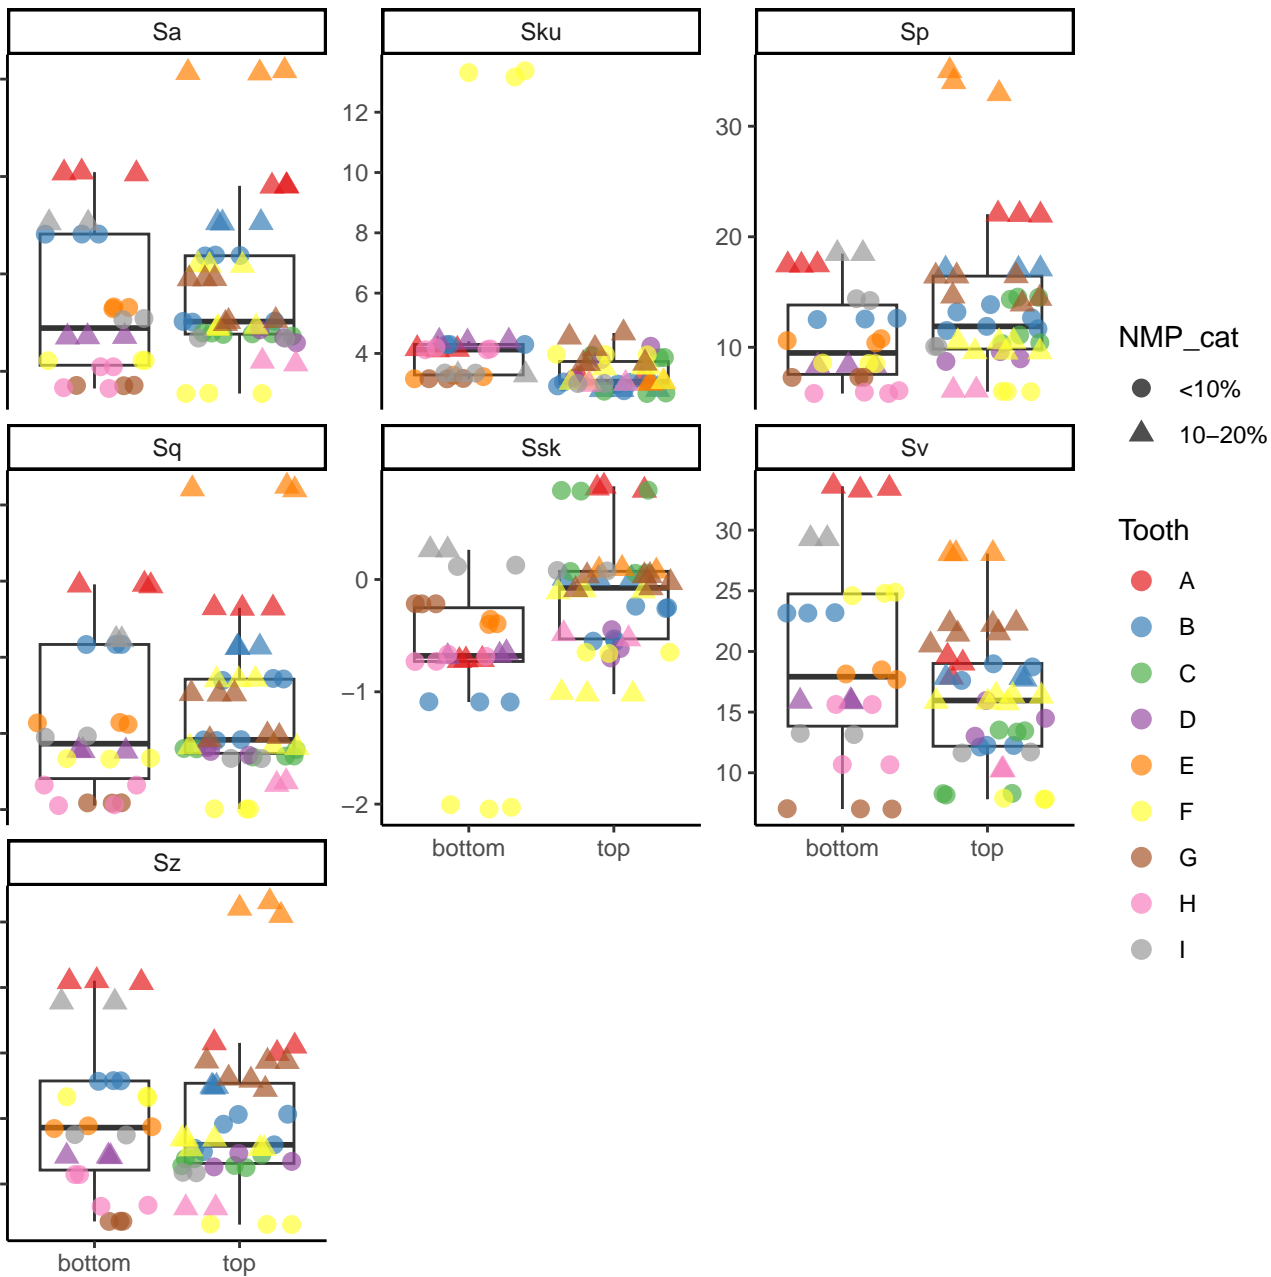 Sa
Sku
Sp
12
10
8
6
4
30
20
10
NMP_cat
<10%
10−20%
Sq
Ssk
Sv
0
−1
−2
30
25
20
15
10
bottom
top
bottom
top
Tooth
A
B
C
D
E
F
G
H
I
Sz
bottom
top